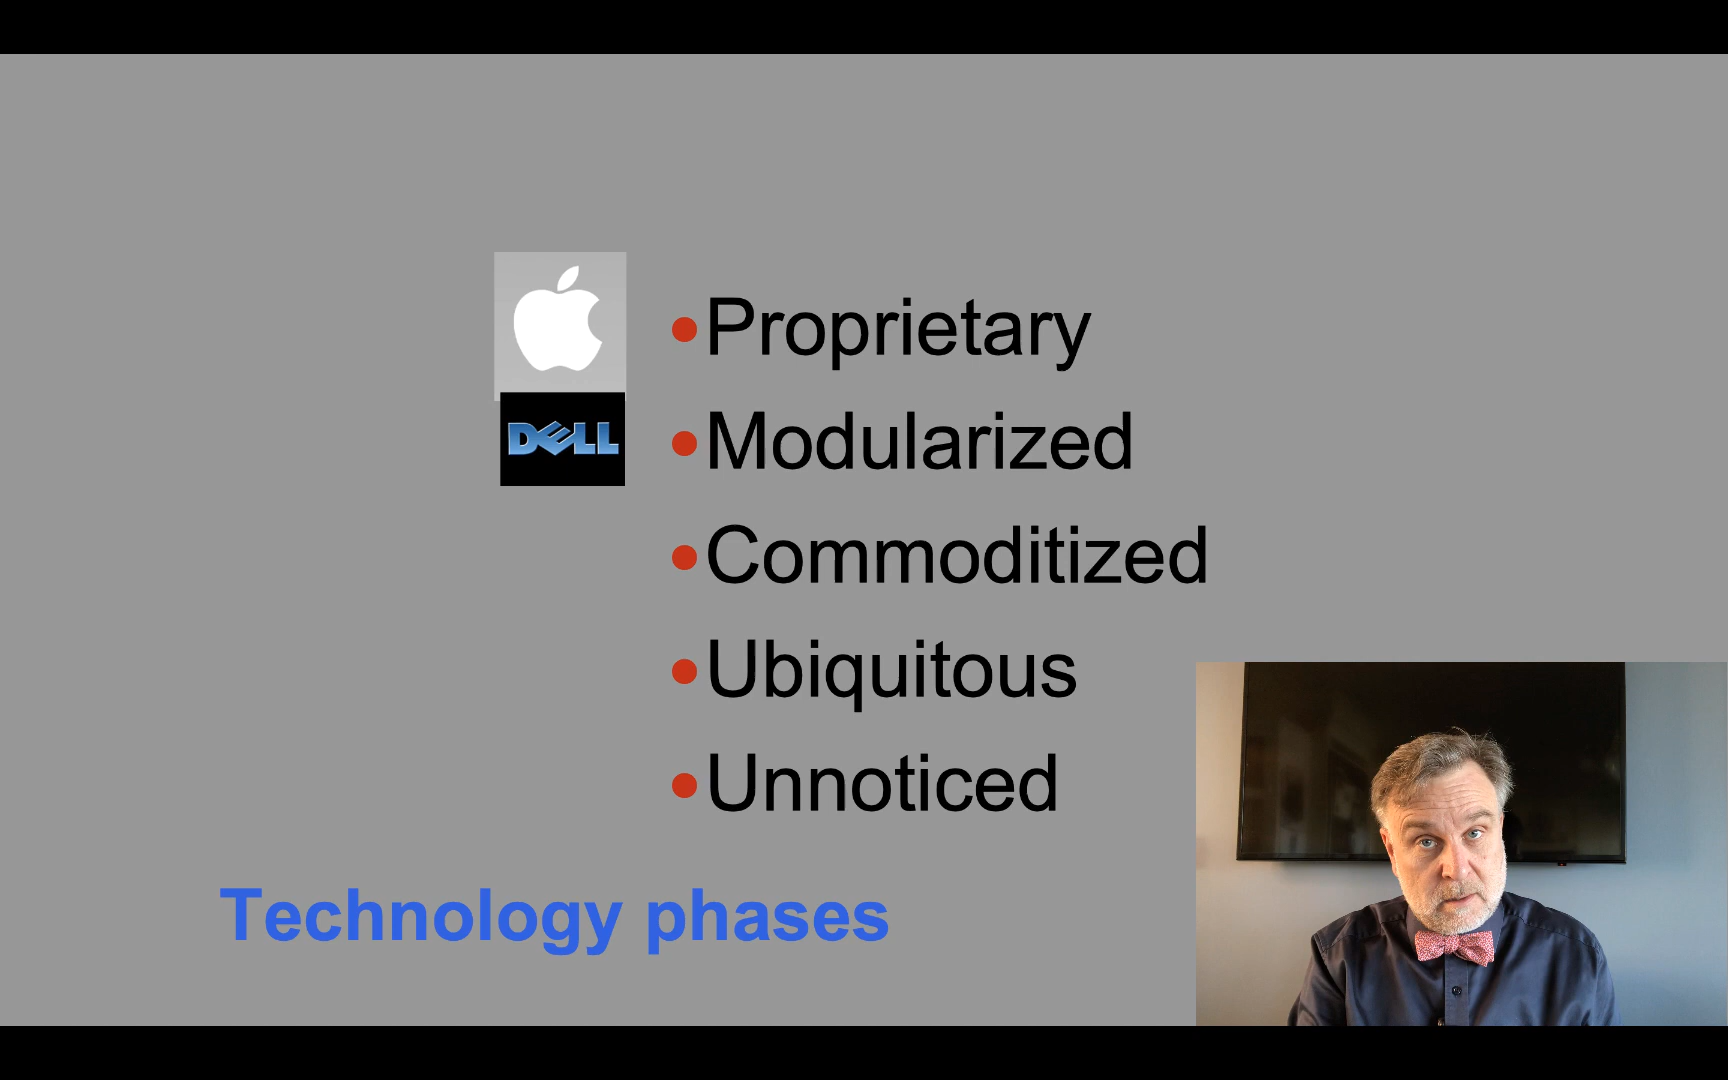 •Proprietary
DELL
•Modularized
•Commoditized
•Ubiquitous
•Unnoticed
Technology phases